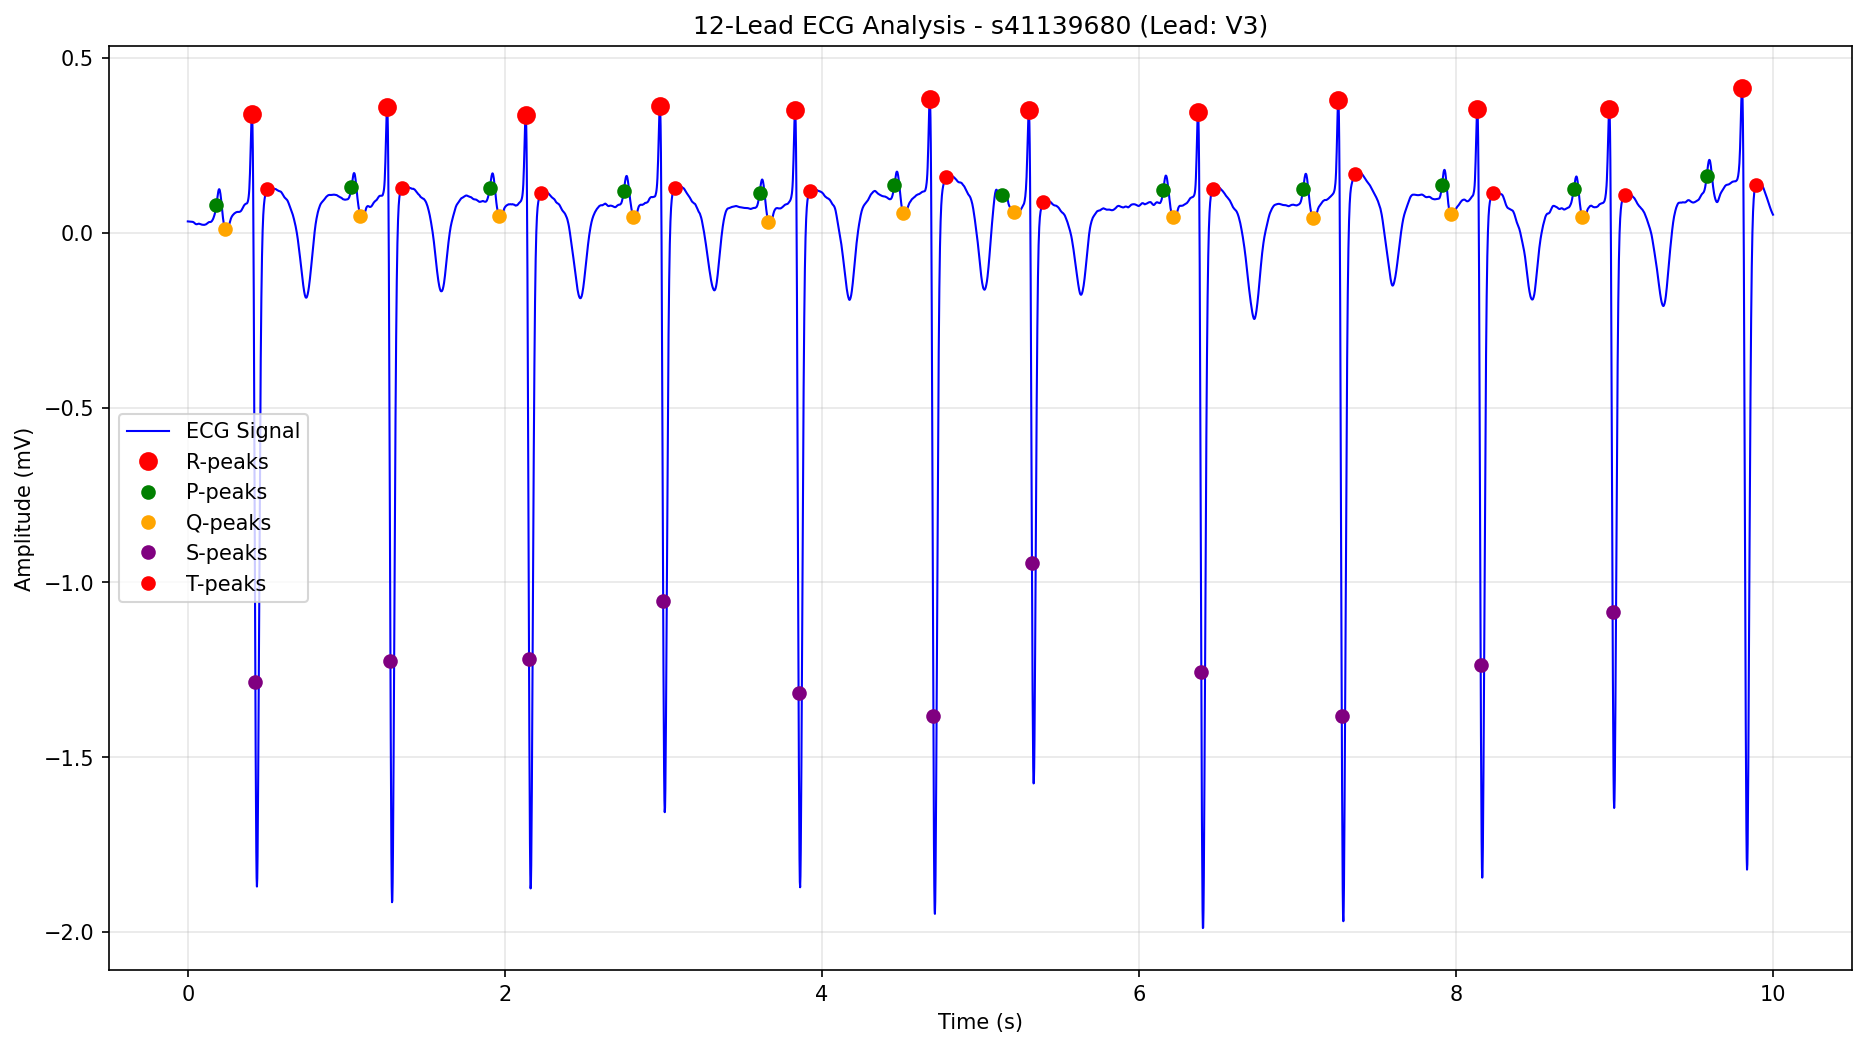 12-Lead ECG Analysis - s41139680 (Lead: V3)
0.5
0.0
−0.5
−1.0
−1.5
−2.0
Amplitude (mV)
ECG Signal
R-peaks
P-peaks
Q-peaks
S-peaks
T-peaks
0 2 4 6 8 10
Time (s)